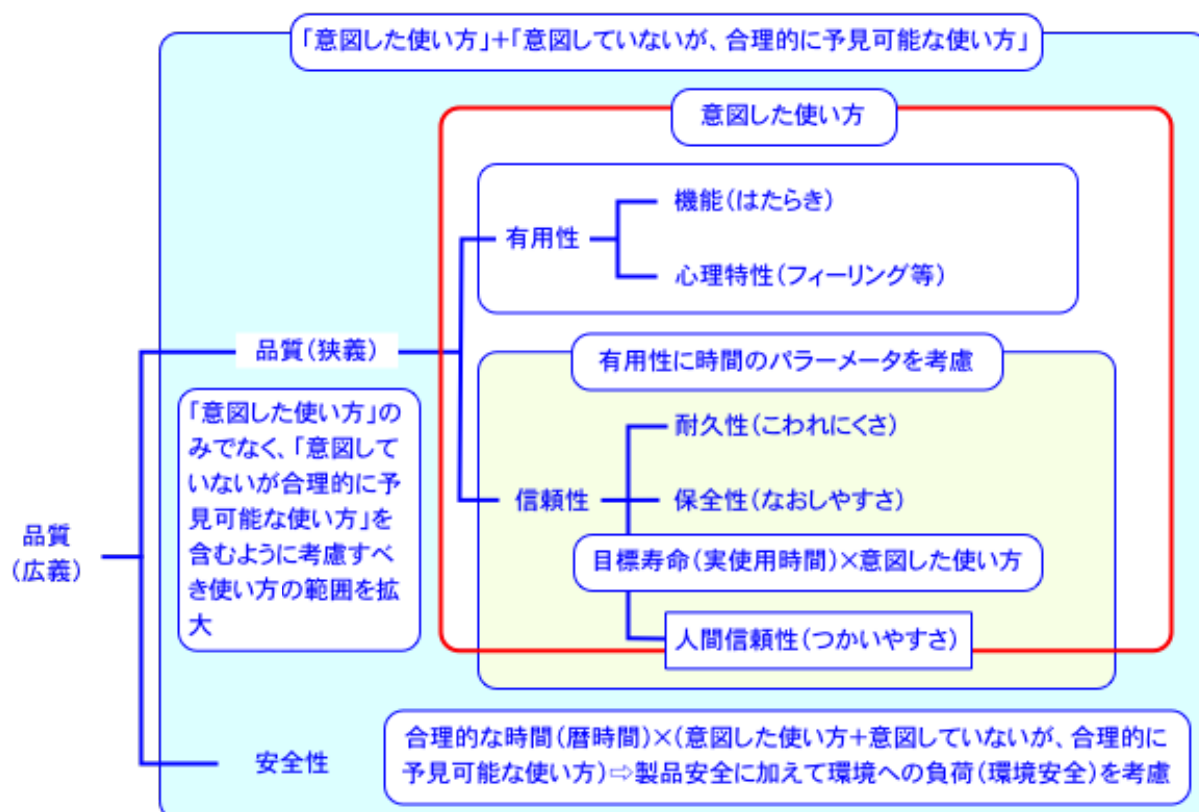 「意図した使い方」＋「意図していないが、合理的に予見可能な使い方」
意図した使い方
機能（はたらき）
有用性
心理特性（フィーリング等）
品質（狭義）
有用性に時間のパラーメータを考慮
「意図した使い方」の
みでなく、「意図して
いないが合理的に予
見可能な使い方」を
含むように考慮すべ
き使い方の範囲を拡
大
耐久性（こわれにくさ）
信頼性
保全性（なおしやすさ）
目標寿命（実使用時間）×意図した使い方
人間信頼性（つかいやすさ）
品質
（広義）
安全性
合理的な時間（暦時間）×（意図した使い方＋意図していないが、合理的に
予見可能な使い方）⇨製品安全に加えて環境への負荷（環境安全）を考慮